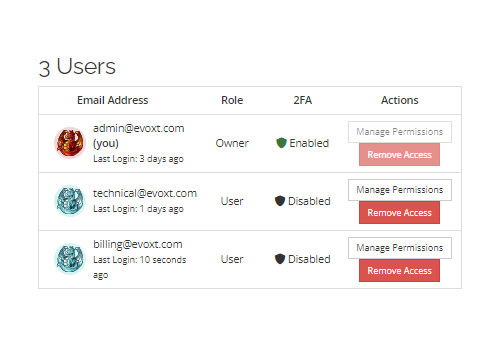 3 Users
Email Address Role 2FA Actions
admin@evoxt.com
(you)
Last Login: 3 days ago
Owner
Enabled
Manage Permissions
Remove Access
technical@evoxt.com
Last Login: 1 days ago
User
Disabled
Manage Permissions
Remove Access
billing@evoxt.com
Last Login: 10 seconds
ago
User
Disabled
Manage Permissions
Remove Access